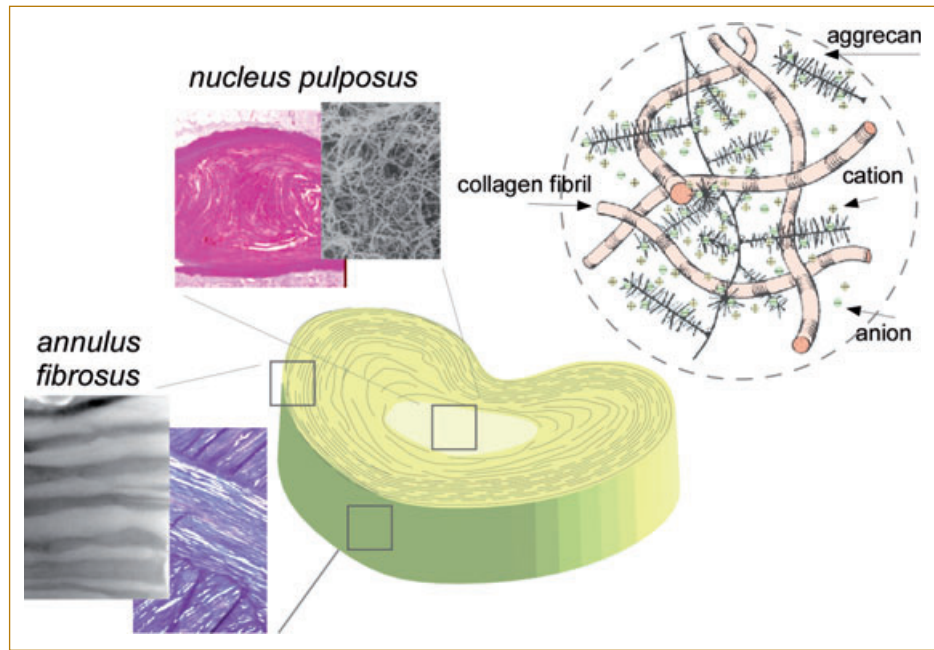 nucleus pulposus
aggrecan
collagen fibril
cation
anion
annulus
fibrosus